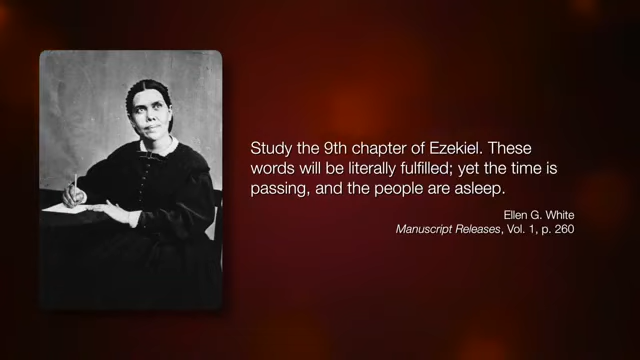 Study the 9th chapter of Ezekiel. These
words will be literally fulfilled; yet the time is
passing, and the people are asleep.
Ellen G. White
Manuscript Releases, Vol. 1, p. 260